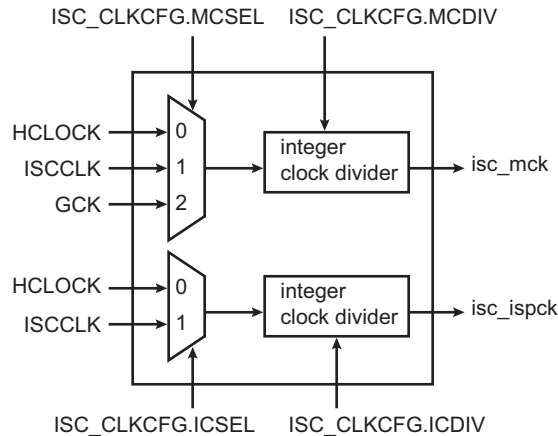 ISC_CLKCFG.MCSEL ISC_CLKCFG.MCDIV
HCLOCK
0
ISCCLK
1
GCK
2
integer
clock divider
isc_mck
HCLOCK
0
ISCCLK
1
integer
clock divider
isc_ispck
ISC_CLKCFG.ICSEL ISC_CLKCFG.ICDIV